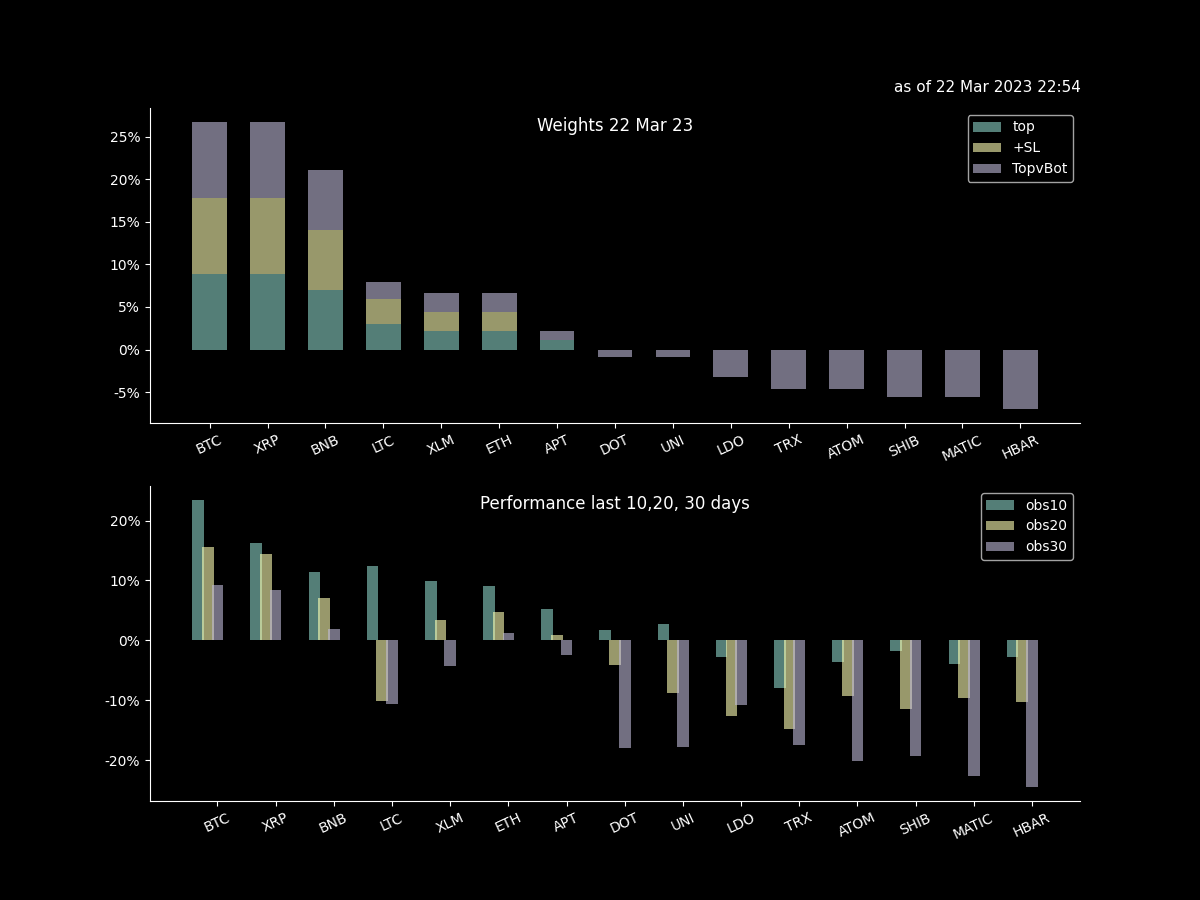 as of 22 Mar 2023 22:54
Weights 22 Mar 23
top
+SL
TopvBot
25%
20%
15%
10%
5%
0%
-5%
BTC XRP BNB LTC XLM ETH APT DOT UNI LDO TRX ATOM SHIB MATIC HBAR
Performance last 10,20, 30 days
obs10
obs20
obs30
20%
10%
0%
-10%
-20%
BTC XRP BNB LTC XLM ETH APT DOT UNI LDO TRX ATOM SHIB MATIC HBAR